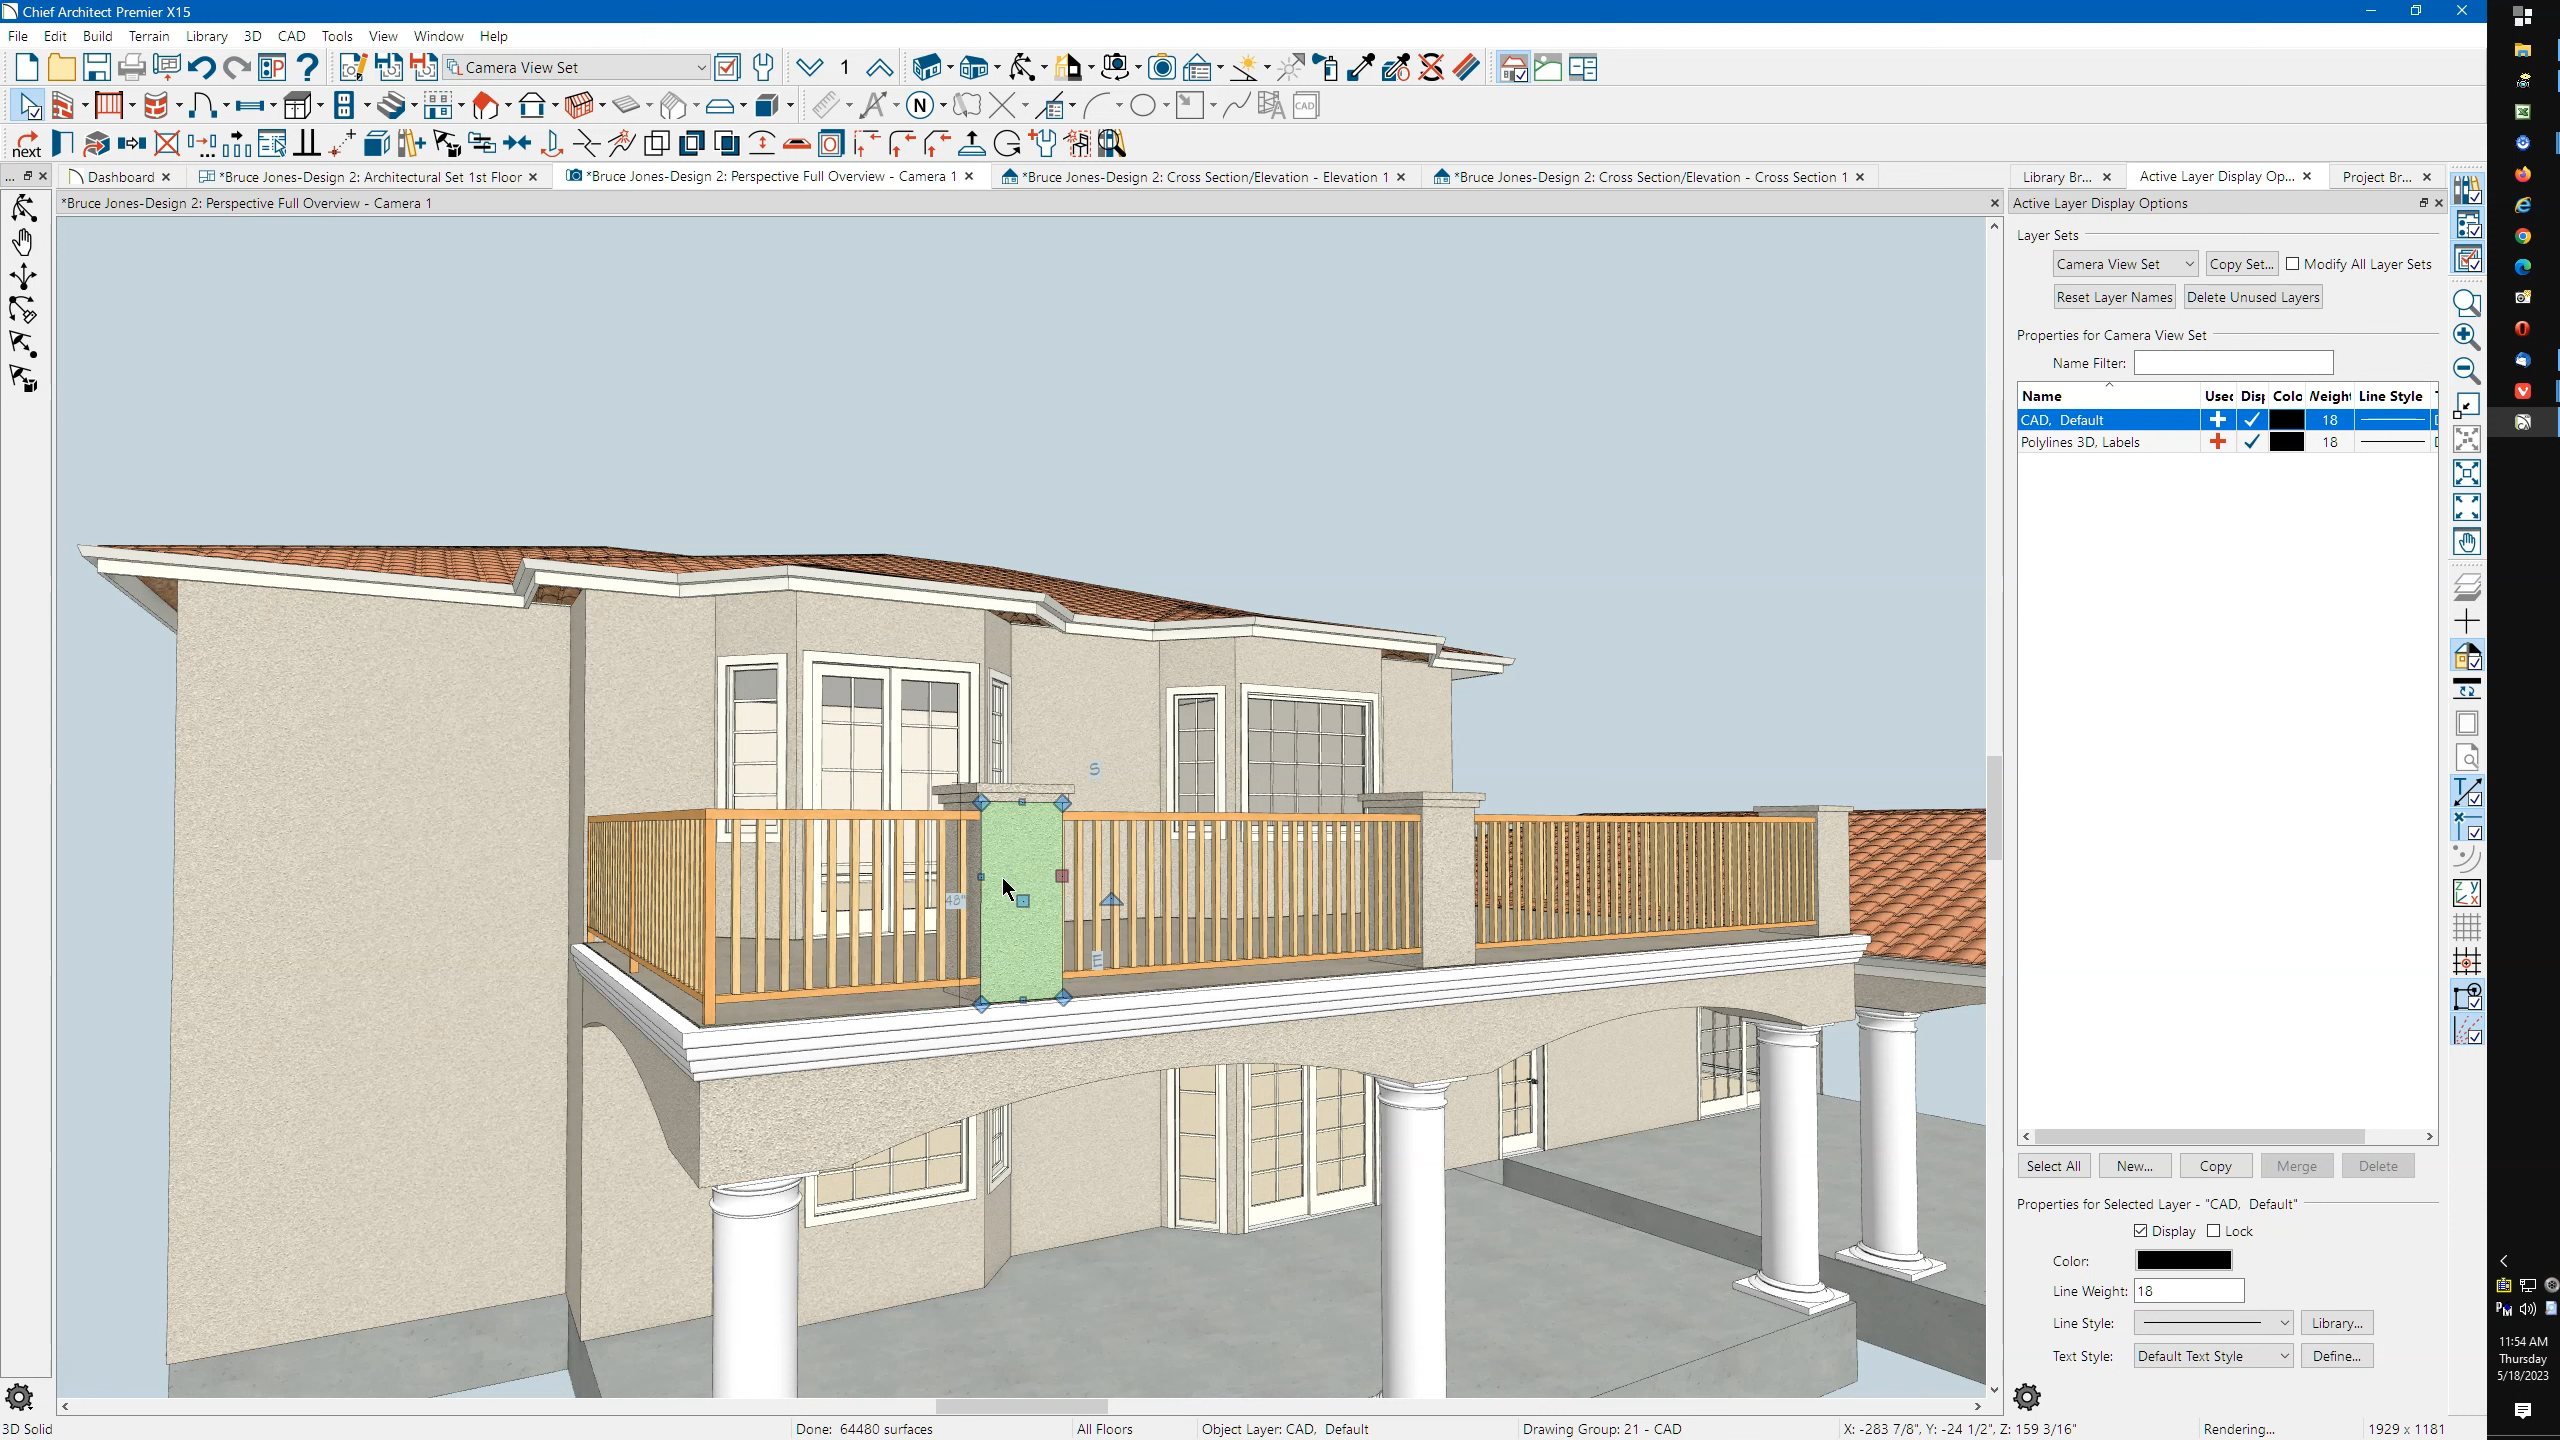 Chief Architect Premier X15
File Edit Build Terrain Library 3D CAD Tools View Window Help
Camera View Set 1
N CAD
next
... Dashboard *Bruce Jones-Design 2: Architectural Set 1st Floor *Bruce Jones-Design 2: Perspective Full Overview - Camera 1 *Bruce Jones-Design 2: Cross Section/Elevation - Elevation 1 *Bruce Jones-Design 2: Cross Section/Elevation - Cross Section 1 Library Br... Active Layer Display Op... Project Br...
*Bruce Jones-Design 2: Perspective Full Overview - Camera 1
Active Layer Display Options
Layer Sets
Camera View Set Copy Set... Modify All Layer Sets
Reset Layer Names Delete Unused Layers
Properties for Camera View Set
Name Filter:
Name Used Disp Colo Weight Line Style
CAD, Default 18
Polylines 3D, Labels 18
S
48"
E
Select All New... Copy Merge Delete
Properties for Selected Layer - "CAD, Default"
Display Lock
Color:
Line Weight: 18
Line Style: Library...
Text Style: Default Text Style Define...
11:54 AM
Thursday
5/18/2023
3D Solid Done: 64480 surfaces All Floors Object Layer: CAD, Default Drawing Group: 21 - CAD X: -283 7/8", Y: -24 1/2", Z: 159 3/16" Rendering... 1929 x 1181